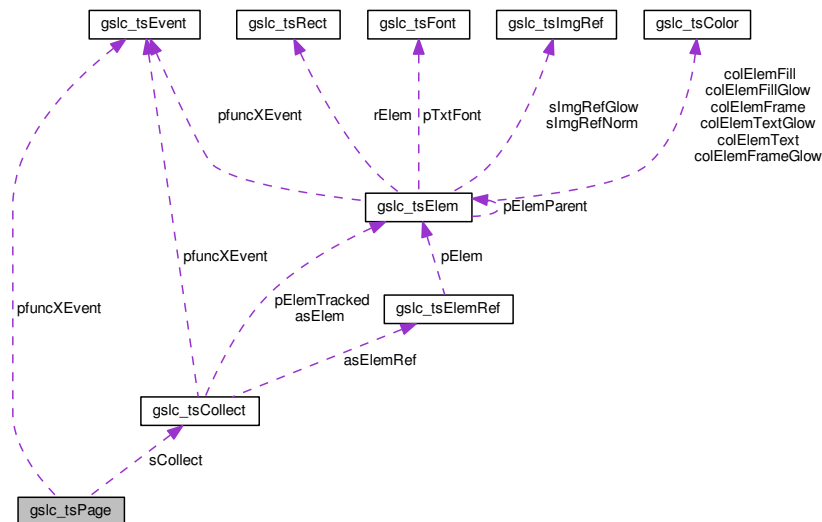 gslc_tsEvent
gslc_tsRect
gslc_tsFont
gslc_tsImgRef
gslc_tsColor
colElemFill
colElemFillGlow
colElemFrame
colElemTextGlow
colElemText
colElemFrameGlow
pfuncXEvent
rElem
pTxtFont
sImgRefGlow
sImgRefNorm
gslc_tsElem
pElemParent
pfuncXEvent
pElem
pElemTracked
asElem
pfuncXEvent
gslc_tsElemRef
asElemRef
gslc_tsCollect
sCollect
gslc_tsPage